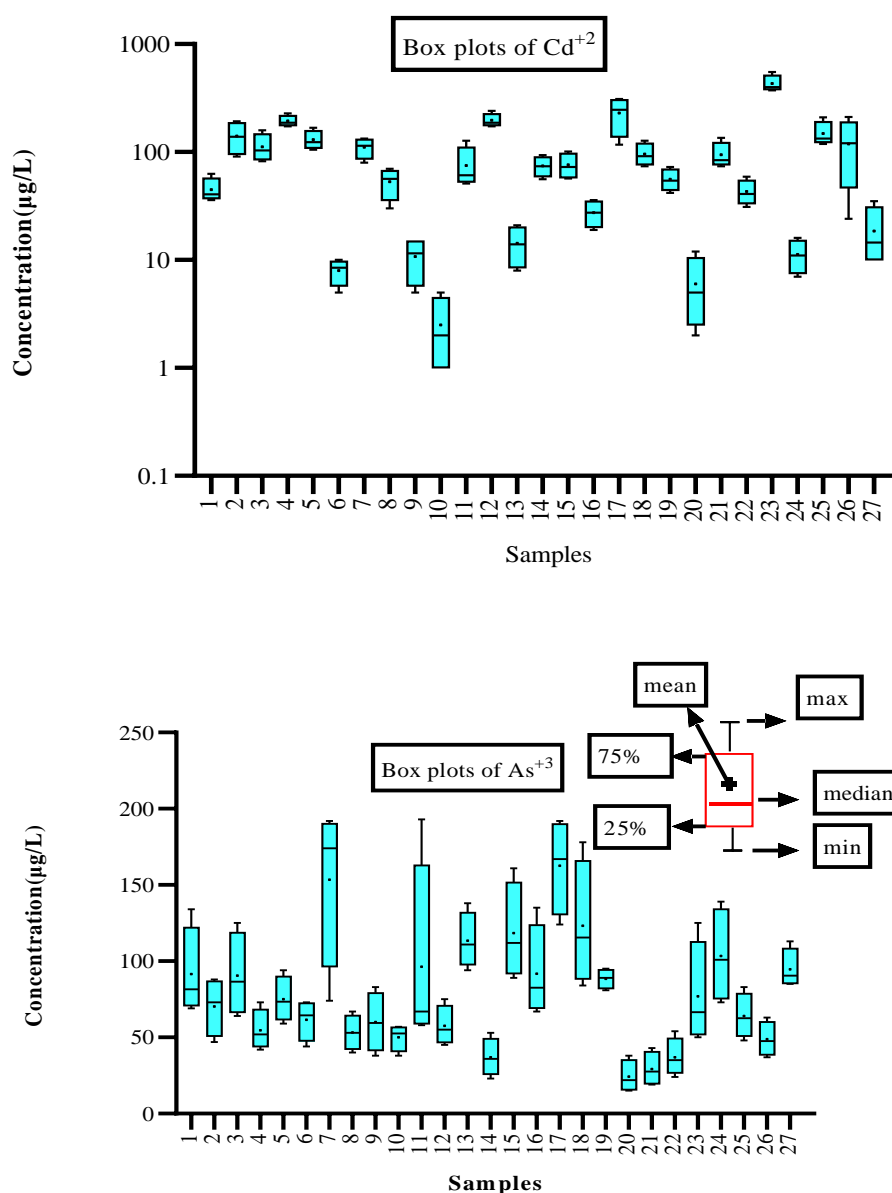 Box plots of Cd+2
1000
100
10
1
0.1
Concentration(µg/L)
1 2 3 4 5 6 7 8 9 10 11 12 13 14 15 16 17 18 19 20 21 22 23 24 25 26 27
Samples
mean
max
75%
median
25%
min
Box plots of As+3
250
200
150
100
50
0
Concentration(µg/L)
1 2 3 4 5 6 7 8 9 10 11 12 13 14 15 16 17 18 19 20 21 22 23 24 25 26 27
Samples